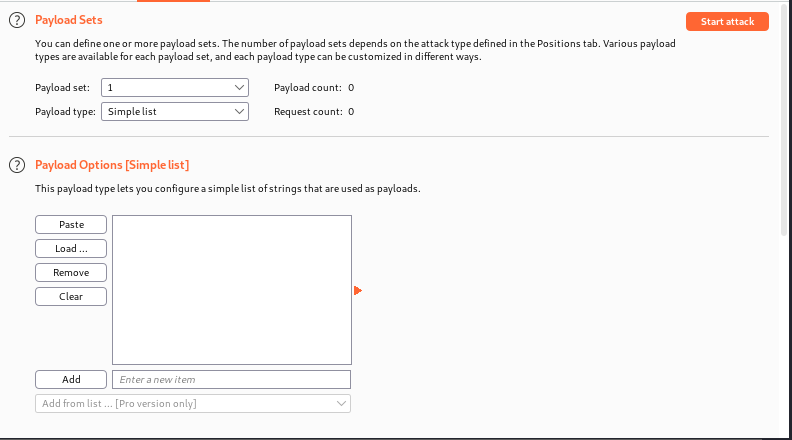 ? Payload Sets Start attack
You can define one or more payload sets. The number of payload sets depends on the attack type defined in the Positions tab. Various payload
types are available for each payload set, and each payload type can be customized in different ways.
Payload set: 1 Payload count: 0
Payload type: Simple list Request count: 0
? Payload Options [Simple list]
This payload type lets you configure a simple list of strings that are used as payloads.
Paste
Load ...
Remove
Clear
Add Enter a new item
Add from list ... [Pro version only]